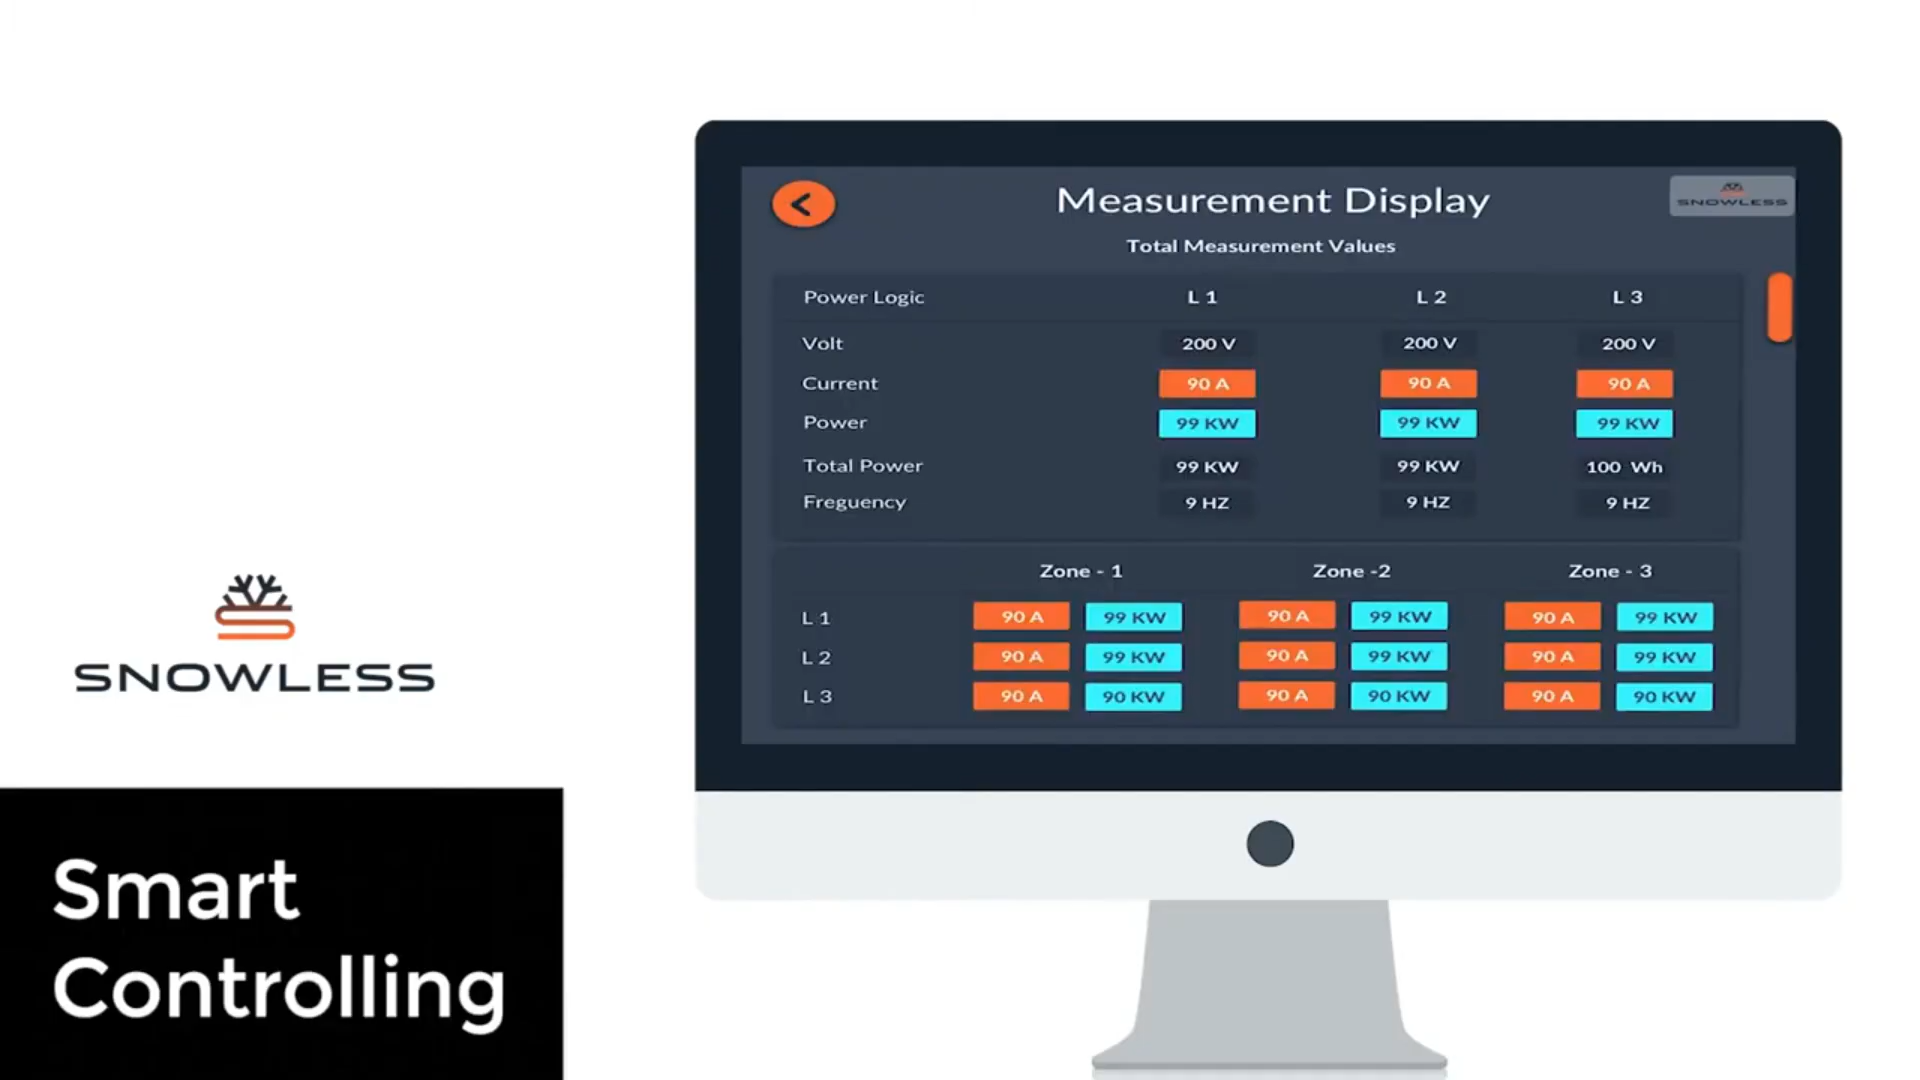 Measurement Display
SNOWLESS
Total Measurement Values
Power Logic L 1 L 2 L 3
Volt 200 V 200 V 200 V
Current 90 A 90 A 90 A
Power 99 KW 99 KW 99 KW
Total Power 99 KW 99 KW 100 Wh
Freguency 9 HZ 9 HZ 9 HZ
Zone - 1 Zone -2 Zone - 3
L 1 90 A 99 KW 90 A 99 KW 90 A 99 KW
L 2 90 A 99 KW 90 A 99 KW 90 A 99 KW
L 3 90 A 90 KW 90 A 90 KW 90 A 90 KW
SNOWLESS
Smart
Controlling